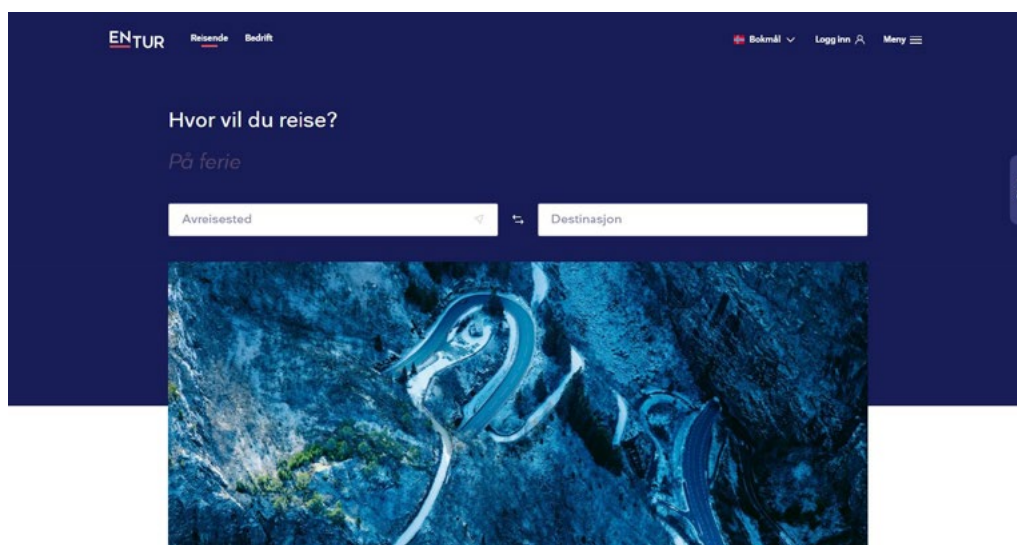 ENTUR Reisende Bedrift Bokmål Logg inn Meny
Hvor vil du reise?
På ferie
Avreisested Destinasjon